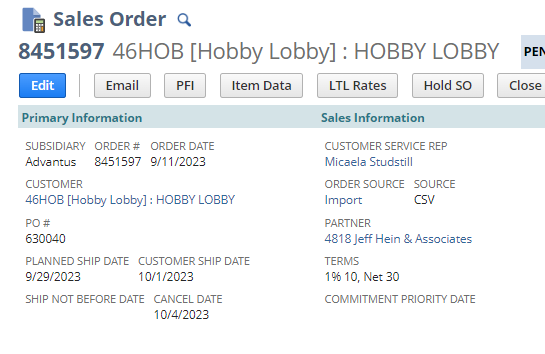 Sales Order
8451597 46HOB [Hobby Lobby] : HOBBY LOBBY PEN
Edit Email PFI Item Data LTL Rates Hold SO Close
Primary Information Sales Information
SUBSIDIARY ORDER # ORDER DATE CUSTOMER SERVICE REP
Advantus 8451597 9/11/2023 Micaela Studstill
CUSTOMER ORDER SOURCE SOURCE
46HOB [Hobby Lobby] : HOBBY LOBBY Import CSV
PO # PARTNER
630040 4818 Jeff Hein & Associates
PLANNED SHIP DATE CUSTOMER SHIP DATE TERMS
9/29/2023 10/1/2023 1% 10, Net 30
SHIP NOT BEFORE DATE CANCEL DATE COMMITMENT PRIORITY DATE
10/4/2023